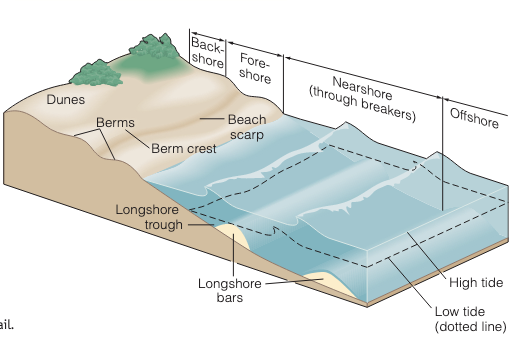 Back-
shore
Fore-
shore
Nearshore
(through breakers)
Offshore
Dunes
Berms
Beach
scarp
Berm crest
Longshore
trough
Longshore
bars
High tide
Low tide
(dotted line)
ail.